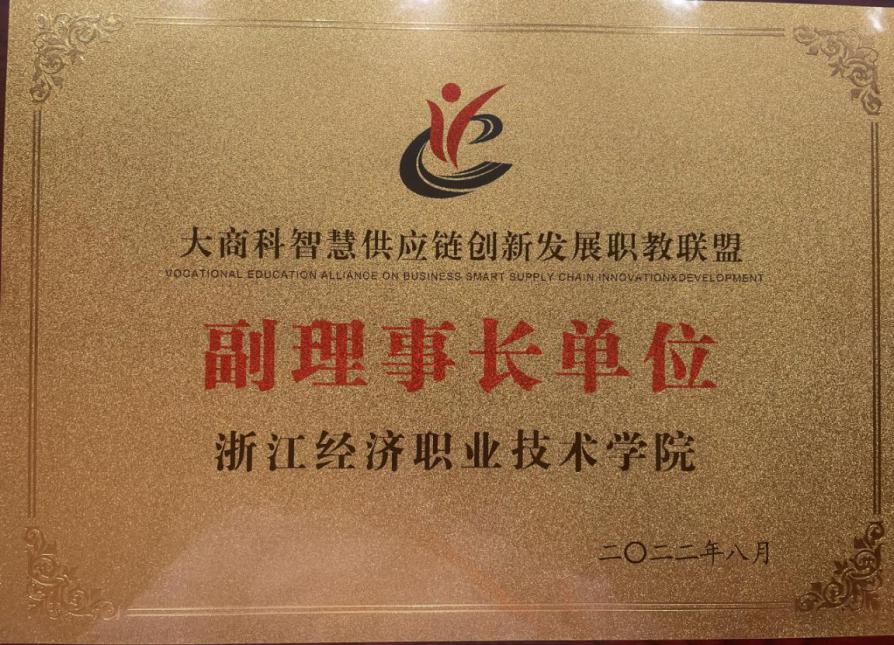 大商科智慧供应链创新发展职教联盟
VOCATIONAL EDUCATION ALLIANCE ON BUSINESS SMART SUPPLY CHAIN INNOVATION&DEVELOPMENT
副理事长单位
浙江经济职业技术学院
二〇二二年八月